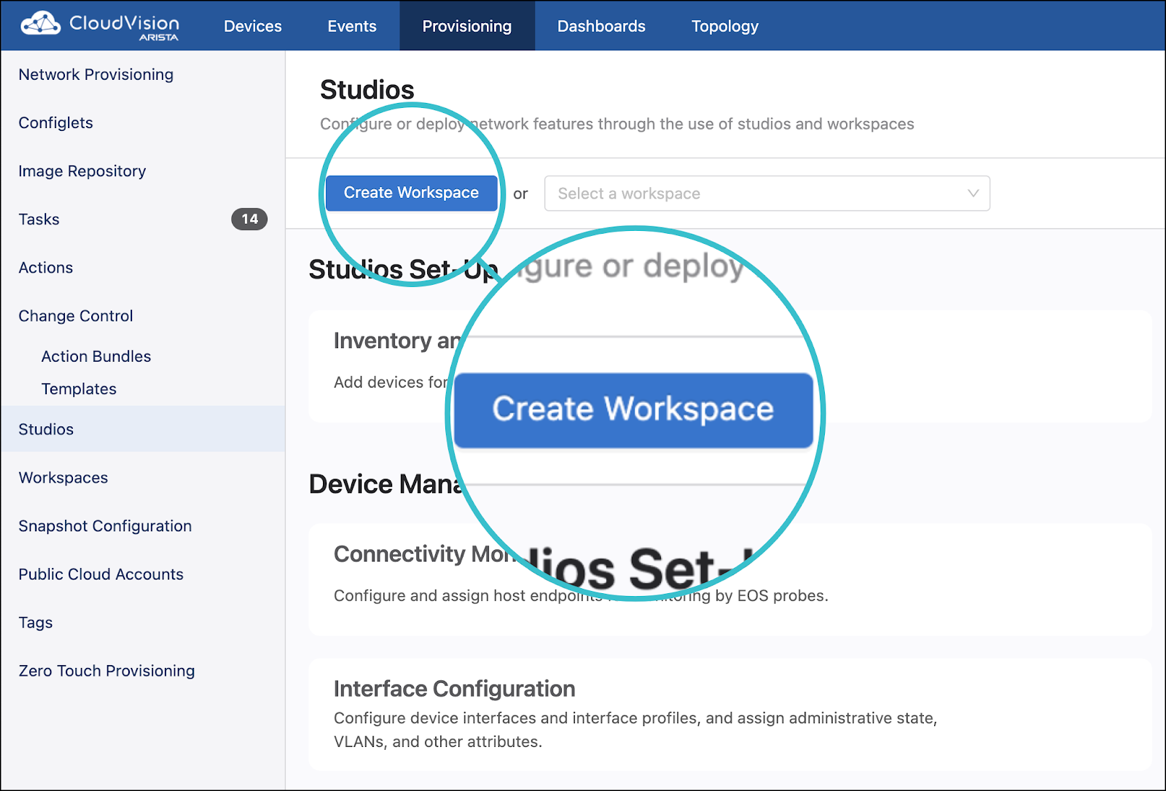 CloudVision
ARISTA
Devices
Events
Provisioning
Dashboards
Topology
Network Provisioning
Configlets
Image Repository
Tasks
14
Actions
Change Control
Action Bundles
Templates
Studios
Workspaces
Snapshot Configuration
Public Cloud Accounts
Tags
Zero Touch Provisioning
Studios
Configure or deploy network features through the use of studios and workspaces
Create Workspace
or
Select a workspace
Studios Set-Up
gure or deploy
Inventory an
Add devices for
Create Workspace
Device Mana
Connectivity Mon
dios Set-U
Configure and assign host endpoints monitoring by EOS probes.
Interface Configuration
Configure device interfaces and interface profiles, and assign administrative state,
VLANs, and other attributes.